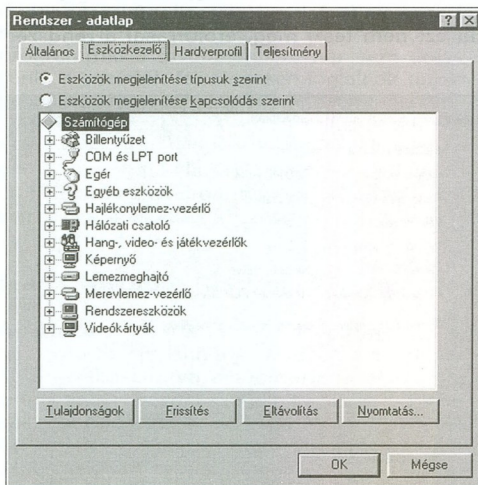 Rendszer - adatlap
Általános Eszközkezelő Hardverprofil Teljesítmény
Eszközök megjelenítése típusuk szerint
Eszközök megjelenítése kapcsolódás szerint
Számítógép
Billentyűzet
COM és LPT port
Egér
Egyéb eszközök
Hajlékonylemez-vezérlő
Hálózati csatoló
Hang-, video- és játékvezérlők
Képernyő
Lemezmeghajtó
Merevlemez-vezérlő
Rendszereszközök
Videókártyák
Tulajdonságok Frissítés Eltávolítás Nyomtatás...
OK Mégse